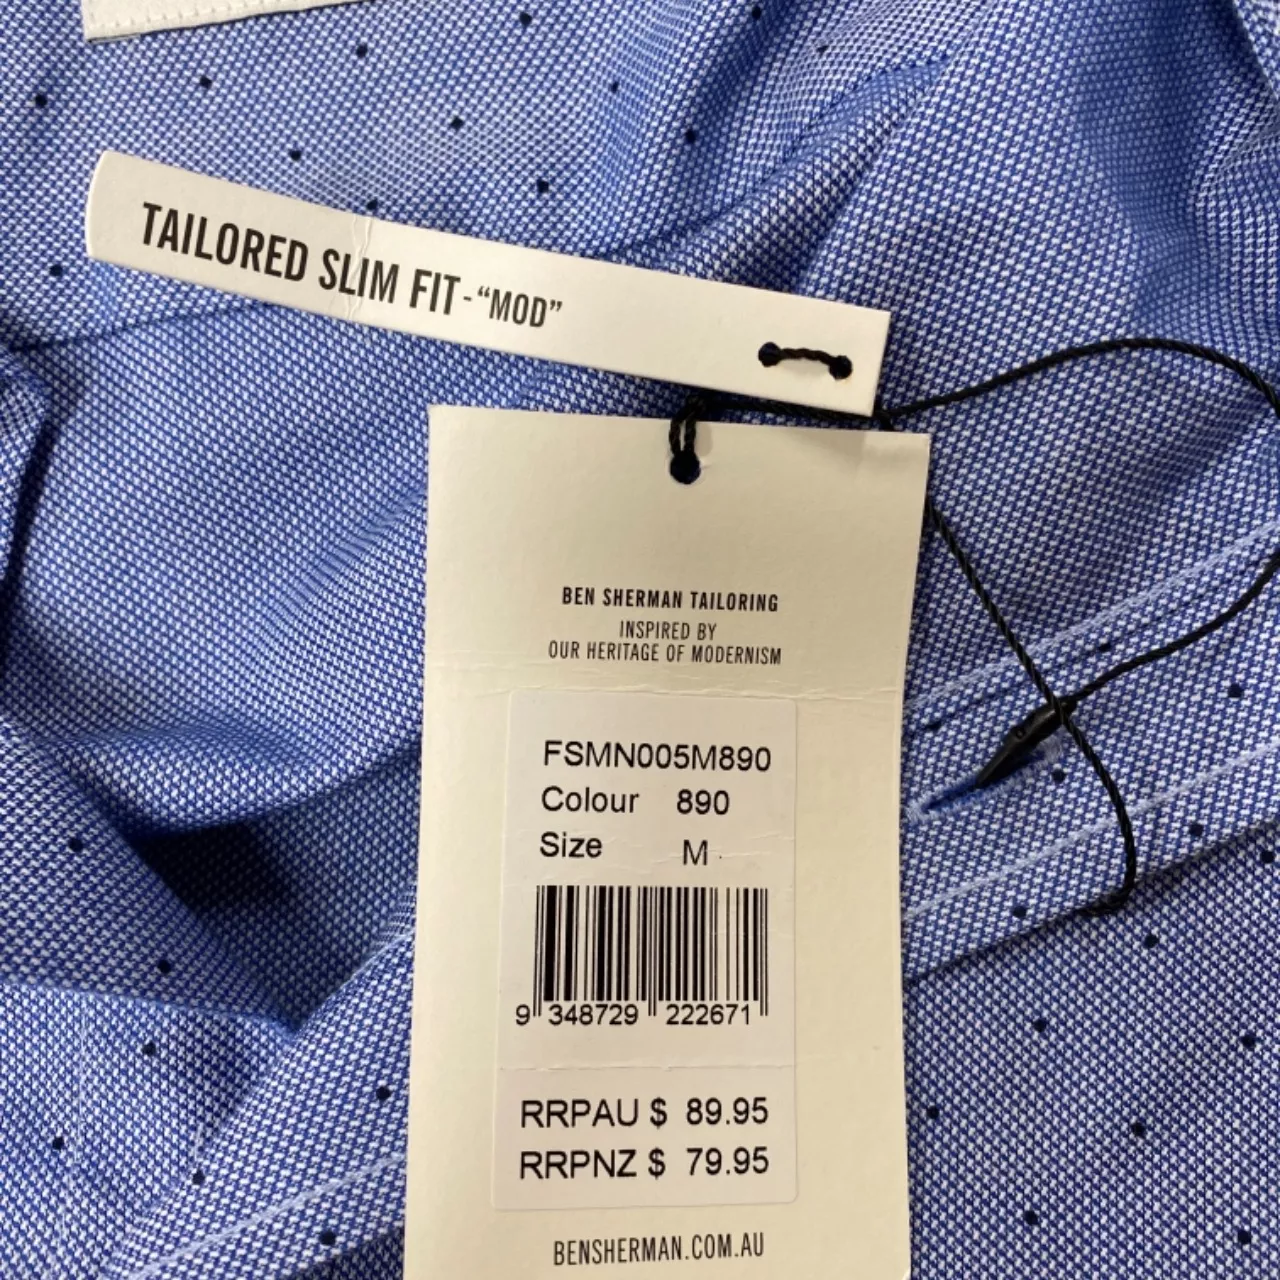 TAILORED SLIM FIT - “MOD”
BEN SHERMAN TAILORING
INSPIRED BY
OUR HERITAGE OF MODERNISM
FSMN005M890
Colour 890
Size M
9 348729 222671
RRPAU $ 89.95
RRPNZ $ 79.95
BENSHERMAN.COM.AU